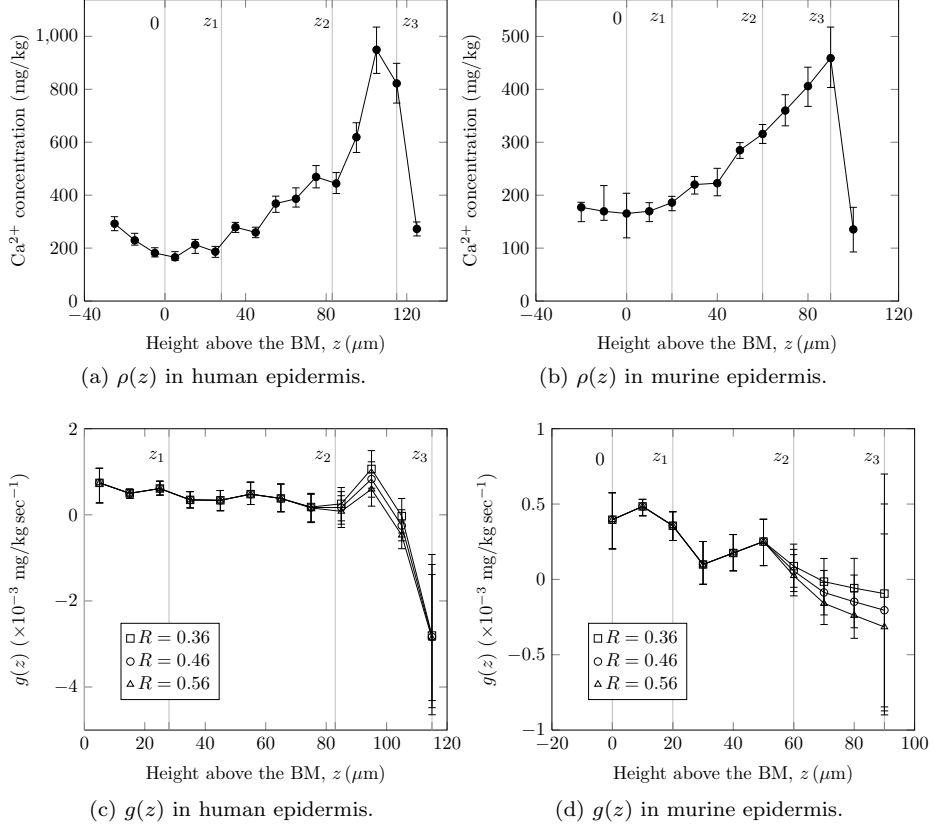 0
z₁
z₂
z₃
1,000
800
600
400
200
0
−40
0
40
80
120
Ca²⁺ concentration (mg/kg)
Height above the BM, z (μm)
(a) ρ(z) in human epidermis.
0
z₁
z₂
z₃
500
400
300
200
100
0
−40
0
40
80
120
Ca²⁺ concentration (mg/kg)
Height above the BM, z (μm)
(b) ρ(z) in murine epidermis.
z₁
z₂
z₃
2
0
−2
−4
0
20
40
60
80
100
120
g(z) (×10⁻³ mg/kg sec⁻¹)
R = 0.36
R = 0.46
R = 0.56
Height above the BM, z (μm)
(c) g(z) in human epidermis.
0
z₁
z₂
z₃
1
0.5
0
−0.5
−1
−20
0
20
40
60
80
100
g(z) (×10⁻³ mg/kg sec⁻¹)
R = 0.36
R = 0.46
R = 0.56
Height above the BM, z (μm)
(d) g(z) in murine epidermis.